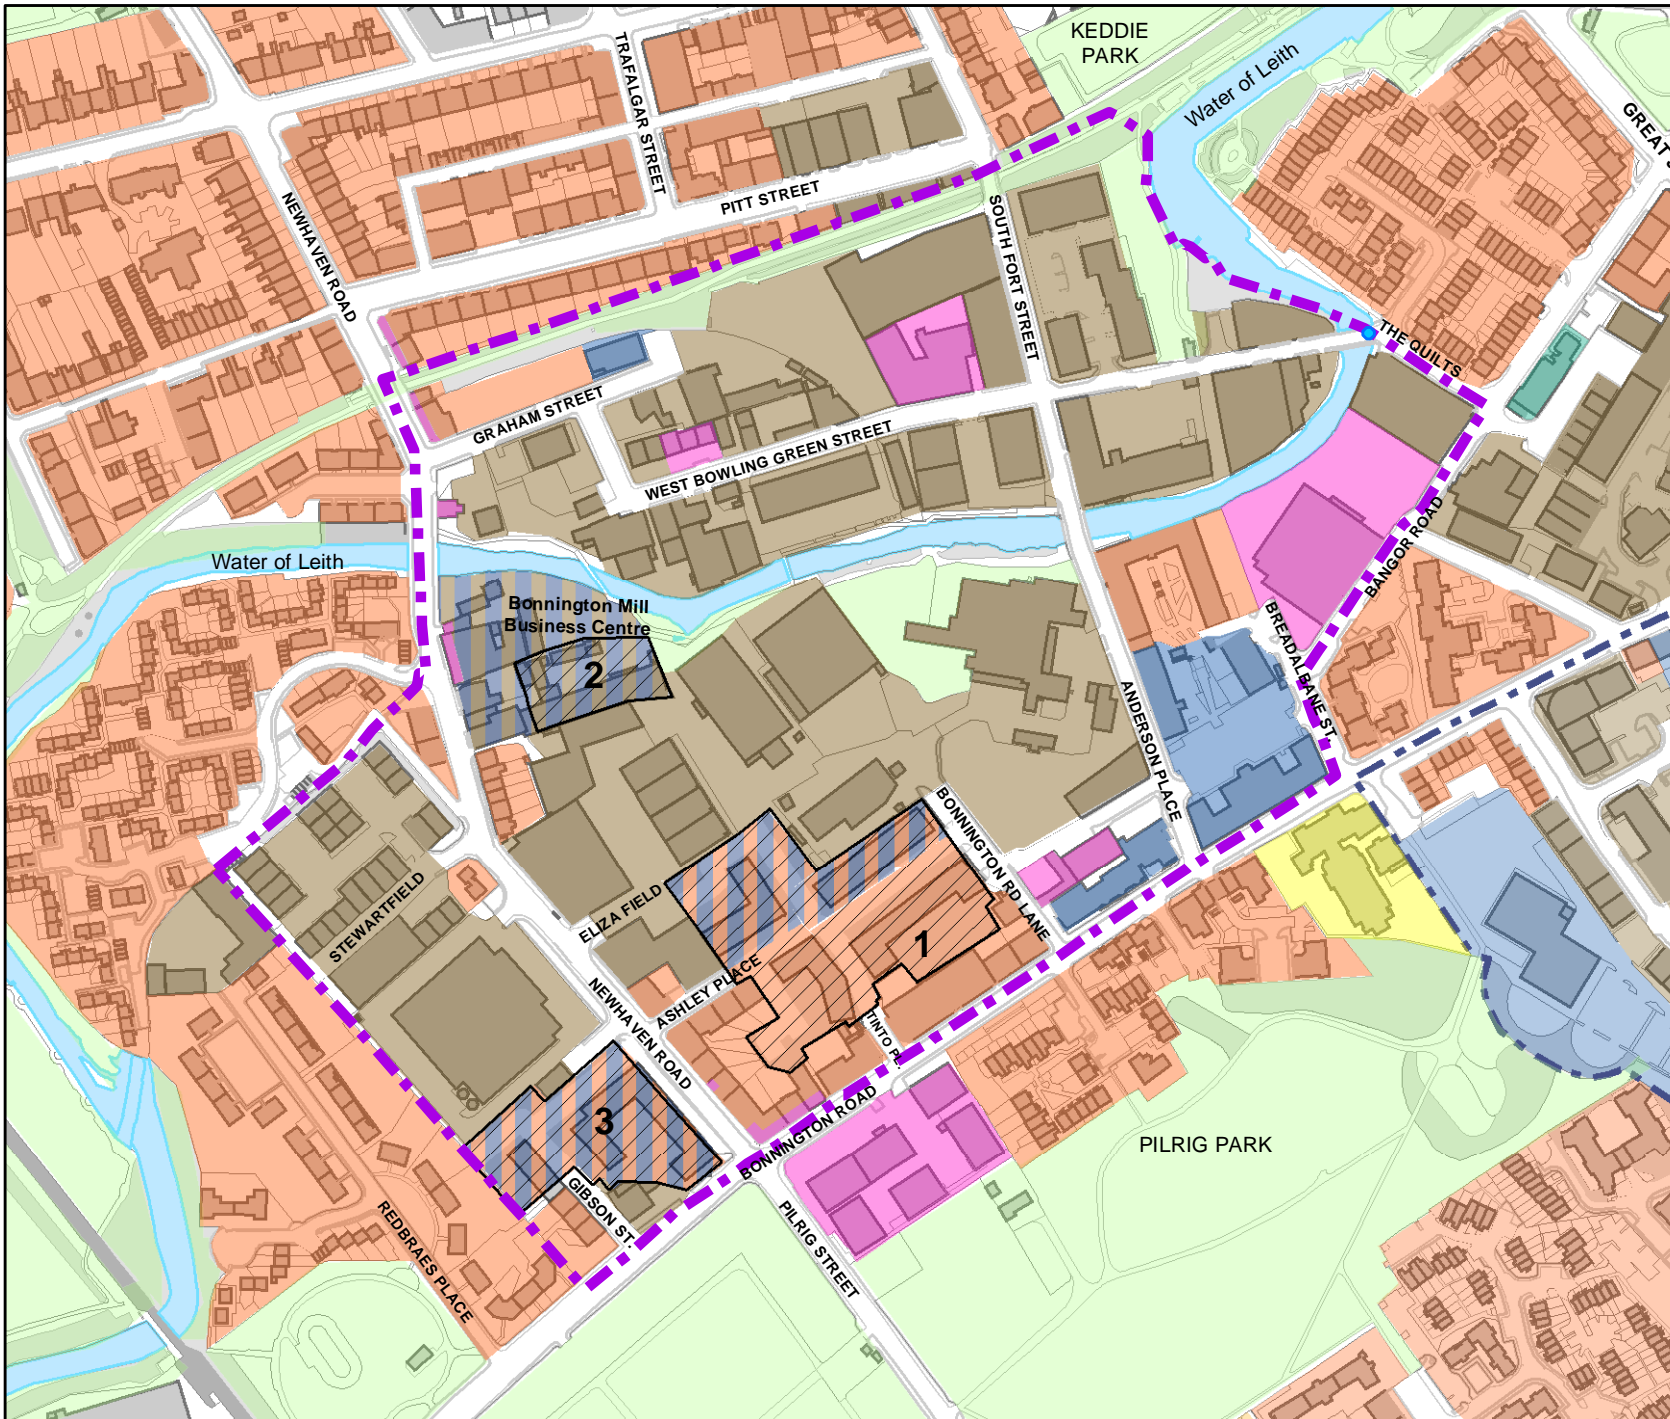 KEDDIE
PARK
Water of Leith
GREAT
TRAFALGAR STREET
PITT STREET
NEWHAVEN ROAD
SOUTH FORT STREET
THE QUILTS
GRAHAM STREET
WEST BOWLING GREEN STREET
BANGOR ROAD
Water of Leith
Bonnington Mill
Business Centre
2
BREADALBANE ST.
ANDERSON PLACE
BONNINGTON RD LANE
ELIZA FIELD
STEWARTFIELD
1
ASHLEY PLACE
NEWHAVEN ROAD
TINTO PL.
3
BONNINGTON ROAD
PILRIG PARK
GIBSON ST.
REDBRAES PLACE
PILRIG STREET